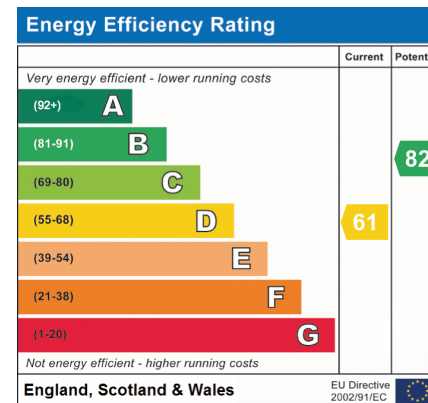 Energy Efficiency Rating
Current Potent
Very energy efficient - lower running costs
(92+) A
(81-91) B
82
(69-80) C
(55-68) D 61
(39-54) E
(21-38) F
(1-20) G
Not energy efficient - higher running costs
England, Scotland & Wales
EU Directive
2002/91/EC